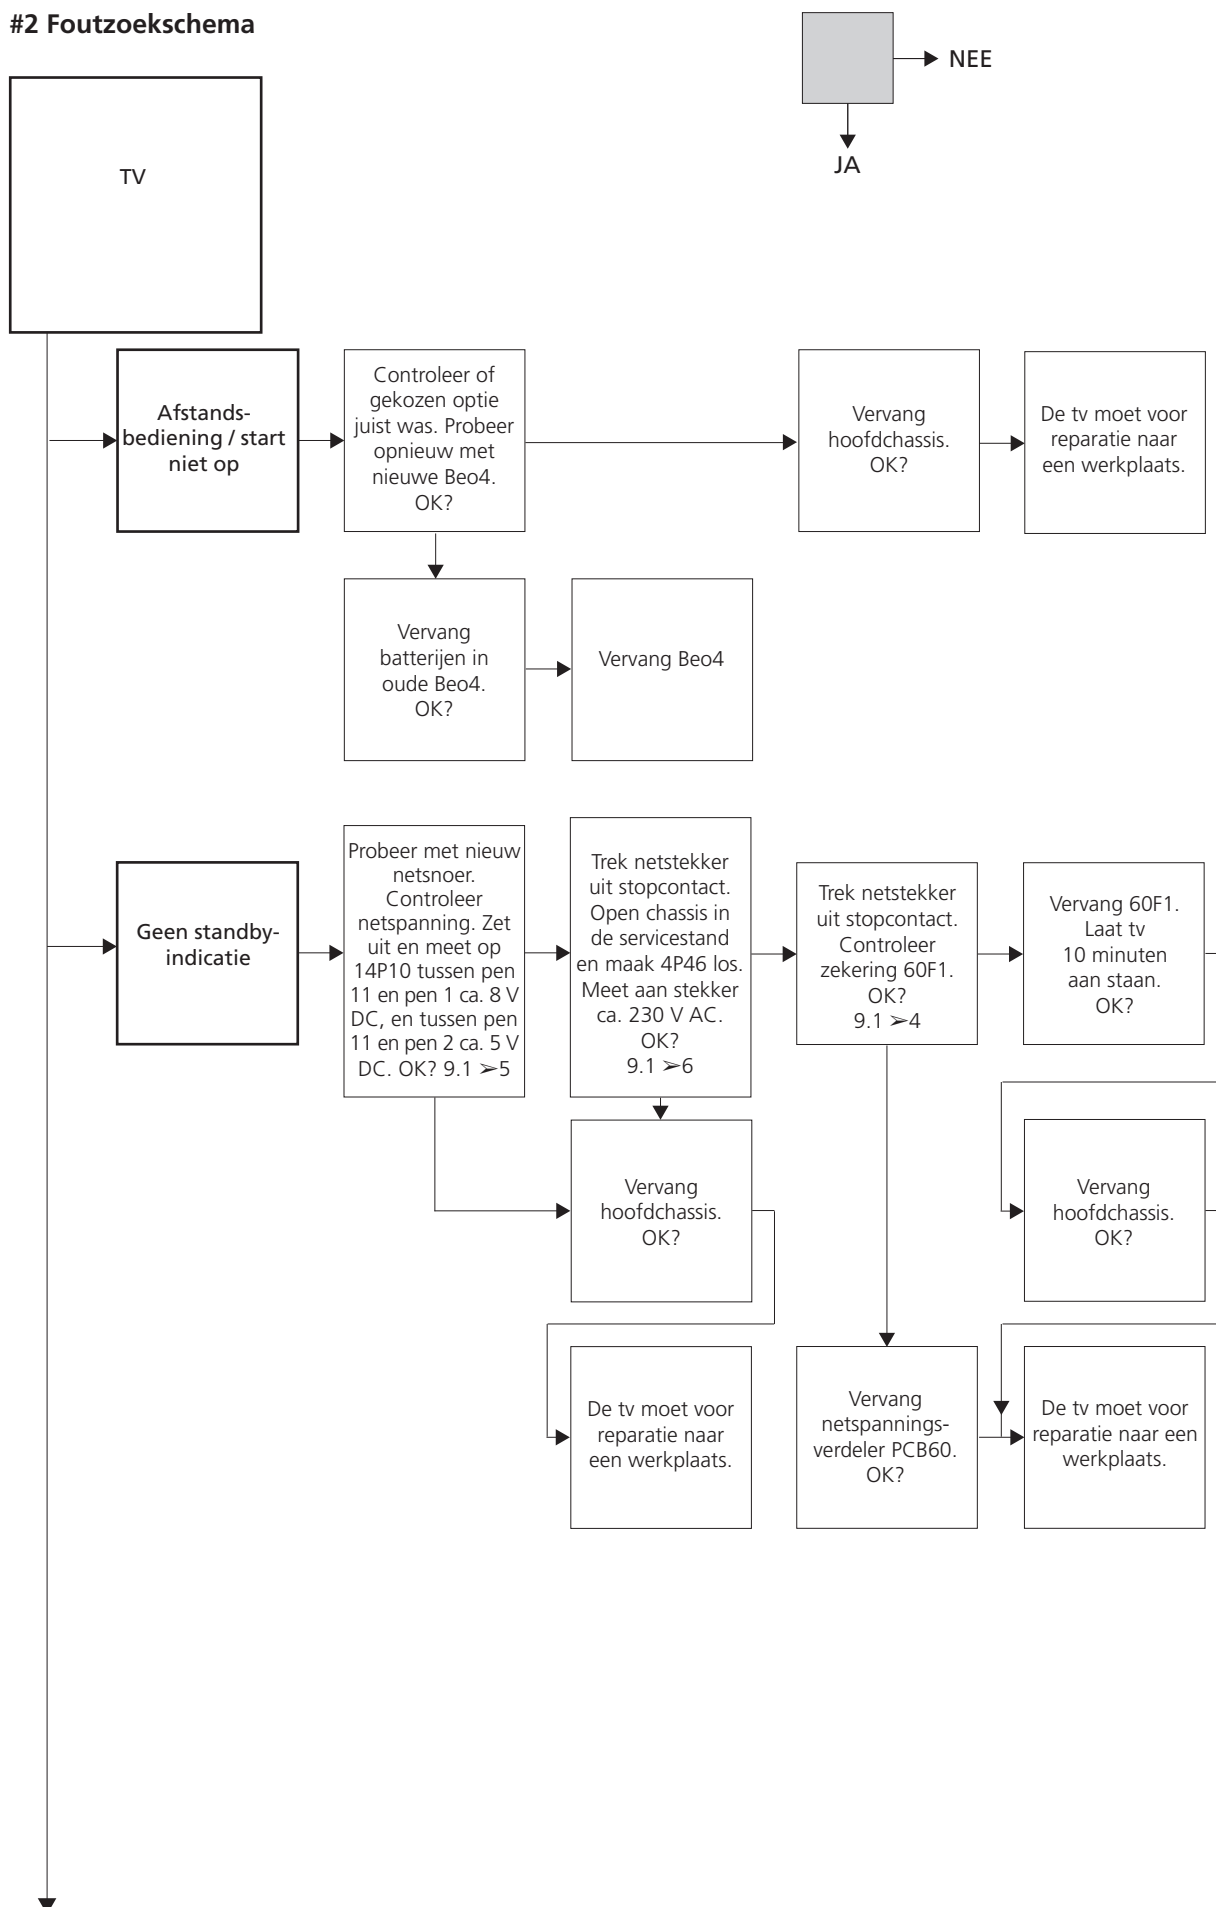 #2 Foutzoekschema
NEE
JA
TV
Afstands-
bediening / start
niet op
Controleer of
gekozen optie
juist was. Probeer
opnieuw met
nieuwe Beo4.
OK?
Vervang
hoofdchassis.
OK?
De tv moet voor
reparatie naar
een werkplaats.
Vervang
batterijen in
oude Beo4.
OK?
Vervang Beo4
Geen standby-
indicatie
Probeer met nieuw
netsnoer.
Controleer
netspanning. Zet
uit en meet op
14P10 tussen pen
11 en pen 1 ca. 8 V
DC, en tussen pen
11 en pen 2 ca. 5 V
DC. OK? 9.1 ➢5
Trek netstekker
uit stopcontact.
Open chassis in
de servicestand
en maak 4P46 los.
Meet aan stekker
ca. 230 V AC.
OK?
9.1 ➢6
Trek netstekker
uit stopcontact.
Controleer
zekering 60F1.
OK?
9.1 ➢4
Vervang 60F1.
Laat tv
10 minuten
aan staan.
OK?
Vervang
hoofdchassis.
OK?
Vervang
hoofdchassis.
OK?
De tv moet voor
reparatie naar
een werkplaats.
Vervang
netspannings-
verdeler PCB60.
OK?
De tv moet voor
reparatie naar een
werkplaats.